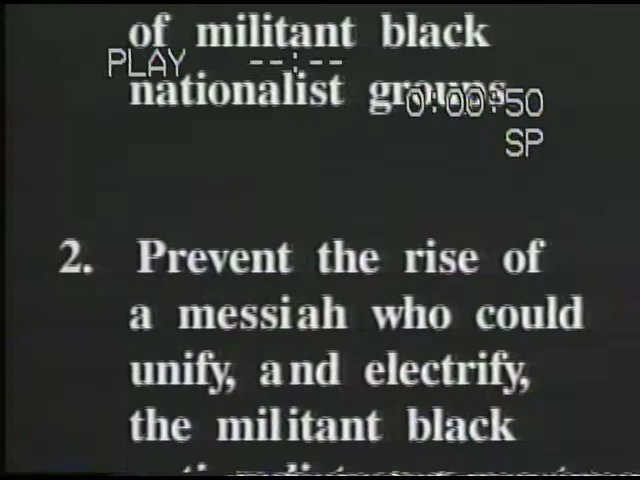 of militant black
PLAY --:--
nationalist groups
0:00:50
SP
2. Prevent the rise of
a messiah who could
unify, and electrify,
the militant black